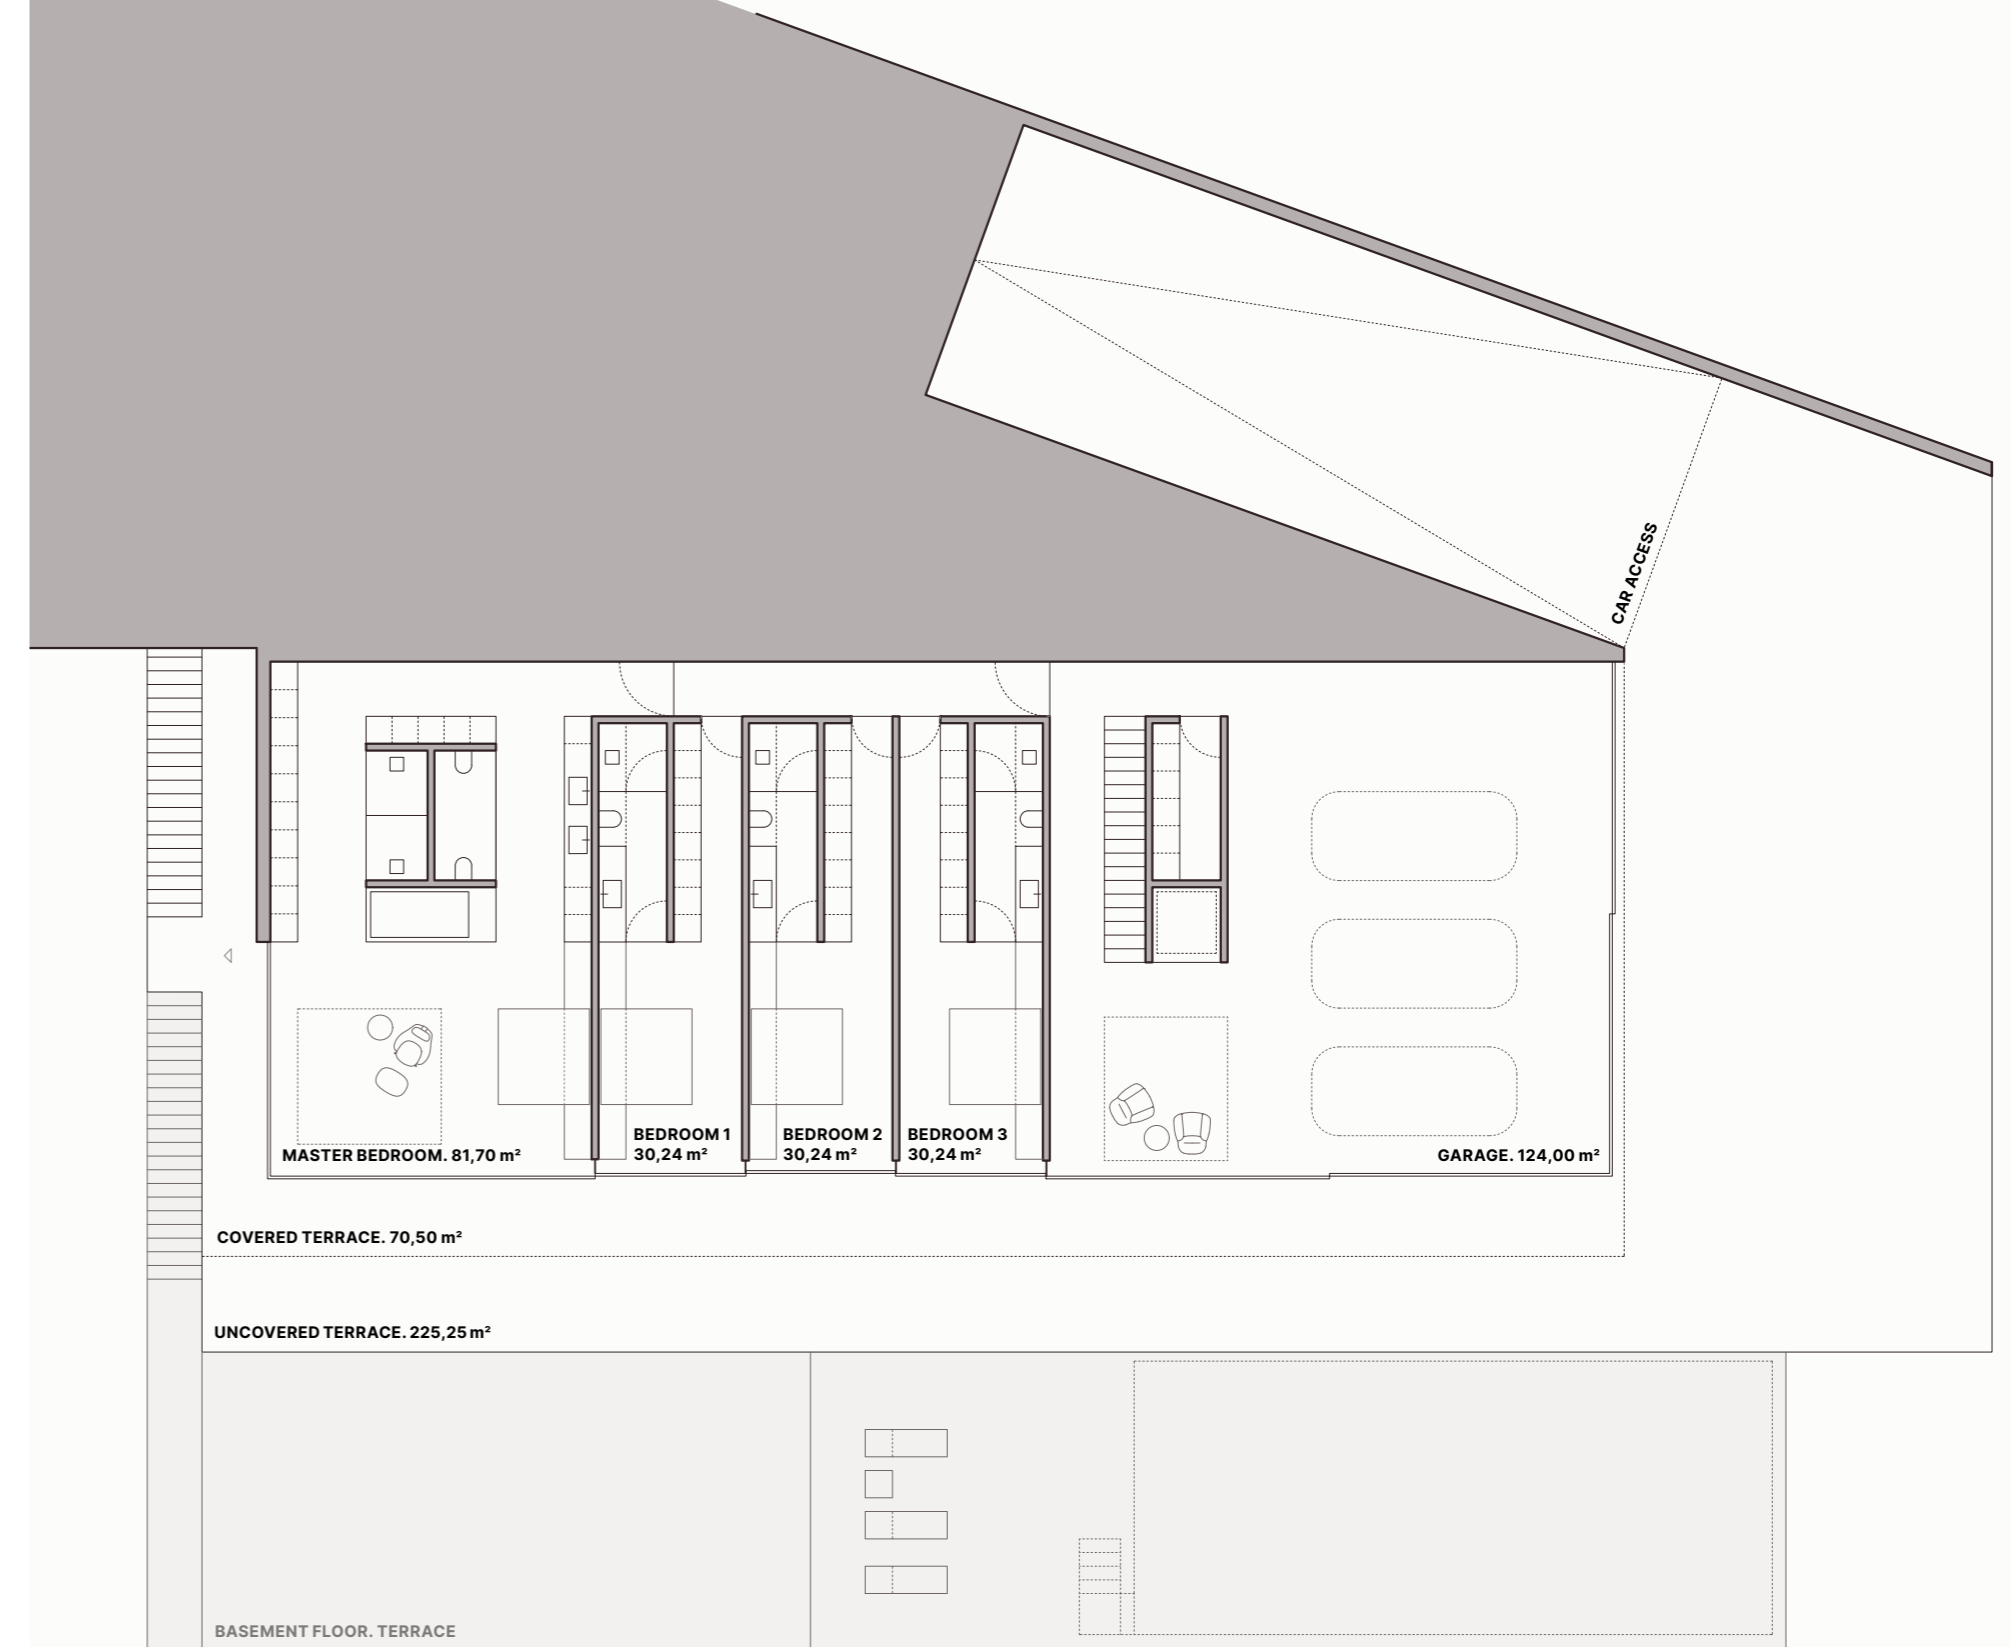 CAR ACCESS
BEDROOM 1
30,24 m²
BEDROOM 2
30,24 m²
BEDROOM 3
30,24 m²
MASTER BEDROOM. 81,70 m²
GARAGE. 124,00 m²
COVERED TERRACE. 70,50 m²
UNCOVERED TERRACE. 225,25 m²
BASEMENT FLOOR. TERRACE